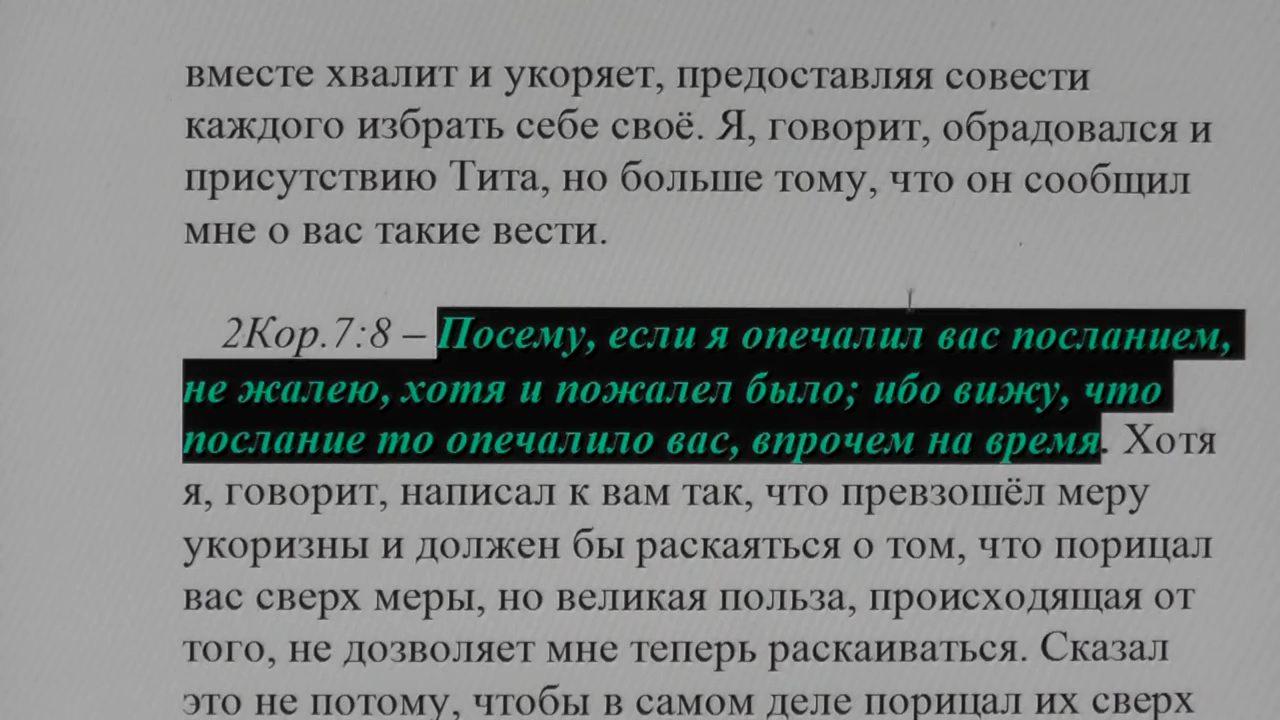 вместе хвалит и укоряет, предоставляя совести
каждого избрать себе своё. Я, говорит, обрадовался и
присутствию Тита, но больше тому, что он сообщил
мне о вас такие вести.
2Кор.7:8 – Посему, если я опечалил вас посланием,
не жалею, хотя и пожалел было; ибо вижу, что
послание то опечалило вас, впрочем на время. Хотя
я, говорит, написал к вам так, что превзошёл меру
укоризны и должен бы раскаяться о том, что порицал
вас сверх меры, но великая польза, происходящая от
того, не дозволяет мне теперь раскаиваться. Сказал
это не потому, чтобы в самом деле порицал их сверх